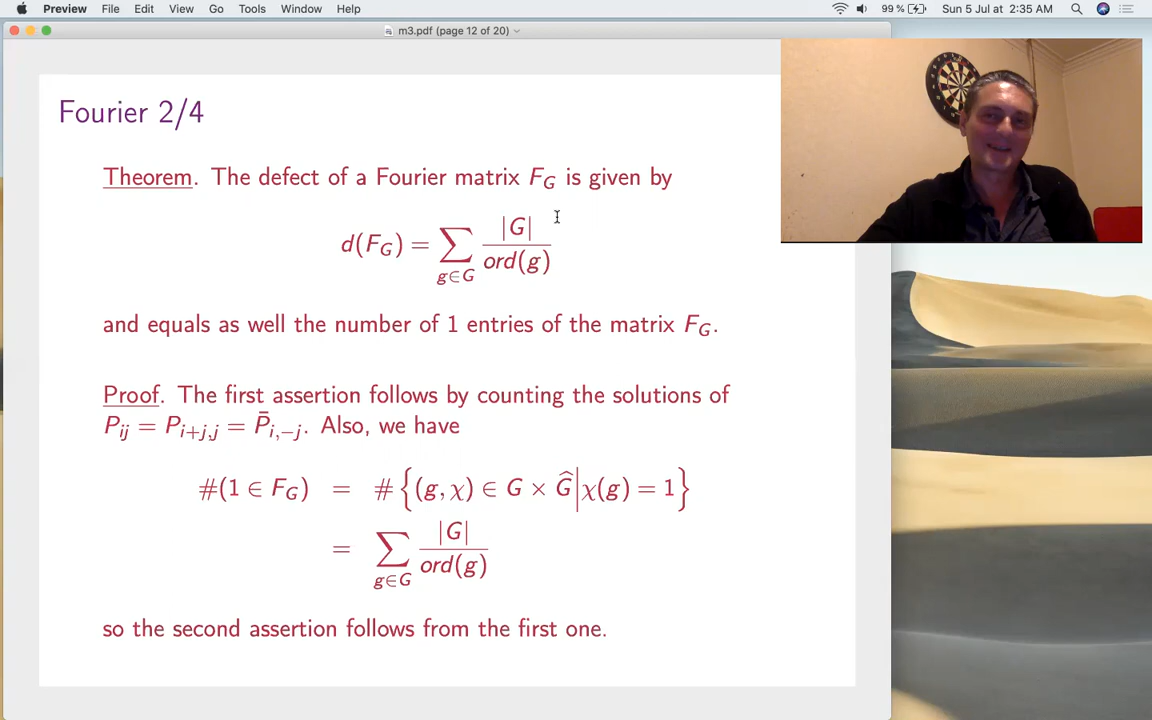 Preview File Edit View Go Tools Window Help 99 % Sun 5 Jul at 2:35 AM
m3.pdf (page 12 of 20)
Fourier 2/4
Theorem. The defect of a Fourier matrix F_G is given by
d(F_G) = ∑_{g∈G} |G| / ord(g)
and equals as well the number of 1 entries of the matrix F_G.
Proof. The first assertion follows by counting the solutions of
P_{ij} = P_{i+j,j} = P̄_{i,−j}. Also, we have
#(1 ∈ F_G) = #{(g, χ) ∈ G × Ĝ | χ(g) = 1}
= ∑_{g∈G} |G| / ord(g)
so the second assertion follows from the first one.